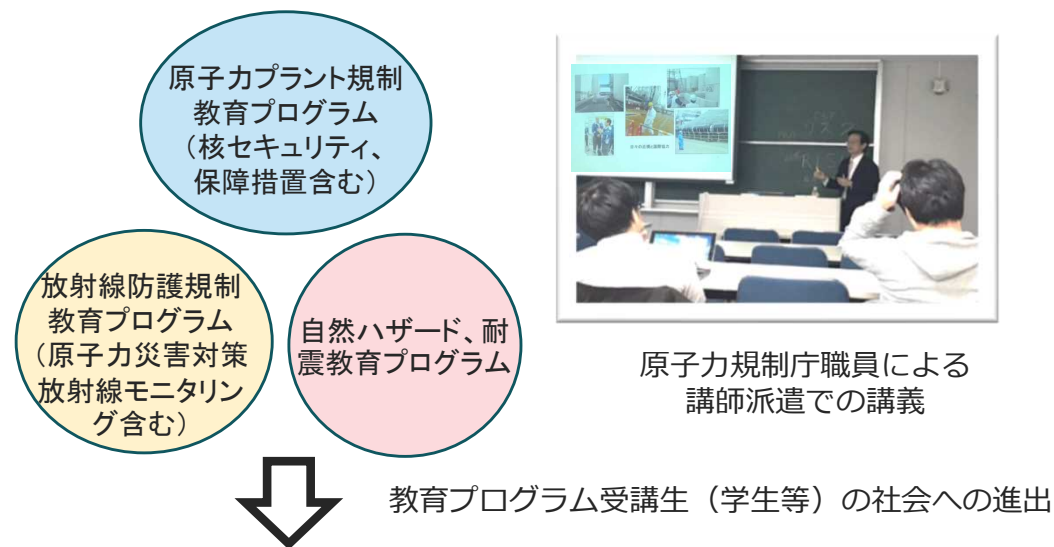 原子力プラント規制
教育プログラム
（核セキュリティ、
保障措置含む）
放射線防護規制
教育プログラム
（原子力災害対策
放射線モニタリン
グ含む）
自然ハザード、耐
震教育プログラム
原子力規制庁職員による
講師派遣での講義
教育プログラム受講生（学生等）の社会への進出